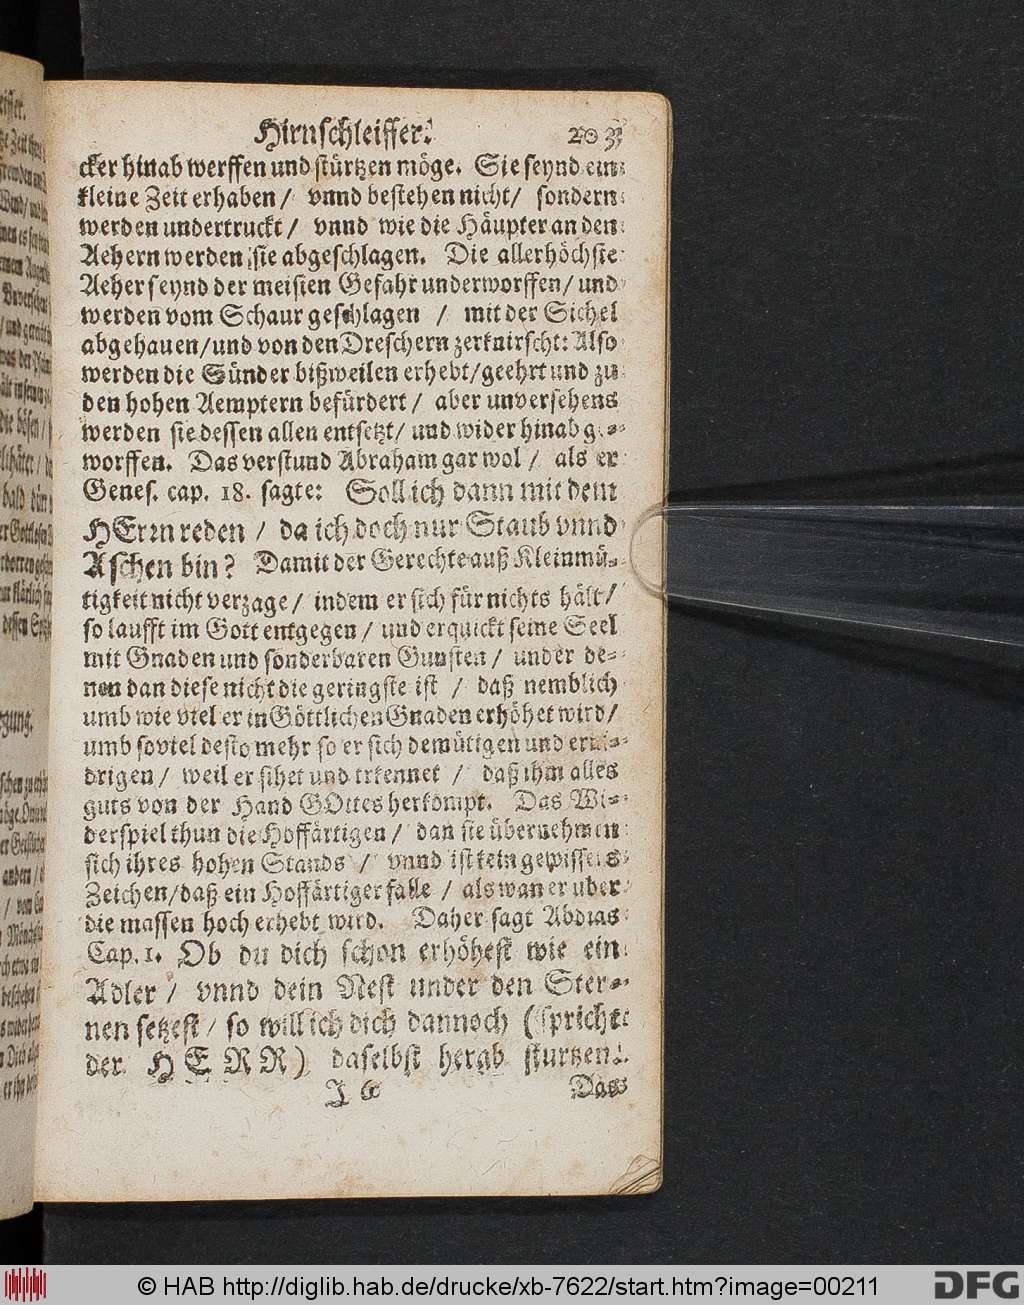 Hirnschleiffer. 203
cker hinab werffen und stürtzen möge. Sie seynd ein
kleine Zeit erhaben / vnnd bestehen nicht / sondern
werden undertruckt / vnnd wie die Häupter an den
Aehern werden sie abgeschlagen. Die allerhöchste
Aeher seynd der meisten Gefahr underworffen / und
werden vom Schaur geschlagen / mit der Sichel
abgehauen / und von den Dreschern zerknirscht: Also
werden die Sünder bißweilen erhebt / geehrt und zu
den hohen Aemptern befürdert / aber unversehens
werden sie dessen allen entsetzt / und wider hinab ge-
worffen. Das verstund Abraham gar wol / als er
Genes. cap. 18. sagte: Soll ich dann mit dem
HErrn reden / da ich doch nur Staub vnnd
Aschen bin? Damit der Gerechte auß Kleinmü-
tigkeit nicht verzage / indem er sich für nichts hält /
so laufft im Gott entgegen / und erquickt seine Seel
mit Gnaden und sonderbaren Gunsten / under de-
nen dan diese nicht die geringste ist / daß nemblich
umb wie viel er in Göttlichen Gnaden erhöhet wird /
umb soviel desto mehr so er sich demütigen und erni-
drigen / weil er sihet und erkennet / daß ihm alles
guts von der Hand GOttes herkompt. Das Wi-
derspiel thun die Hoffärtigen / dan sie übernehmen
sich ihres hohen Stands / vnnd ist kein gewissers
Zeichen / daß ein Hoffärtiger falle / als wan er uber
die massen hoch erhebt wird. Daher sagt Abdias
Cap. 1. Ob du dich schon erhöhest wie ein
Adler / vnnd dein Nest under den Ster-
nen setzest / so will ich dich dannoch (spricht
der HERR) daselbst herab sturtzen.
I 6 Das
© HAB http://diglib.hab.de/drucke/xb-7622/start.htm?image=00211
DFG